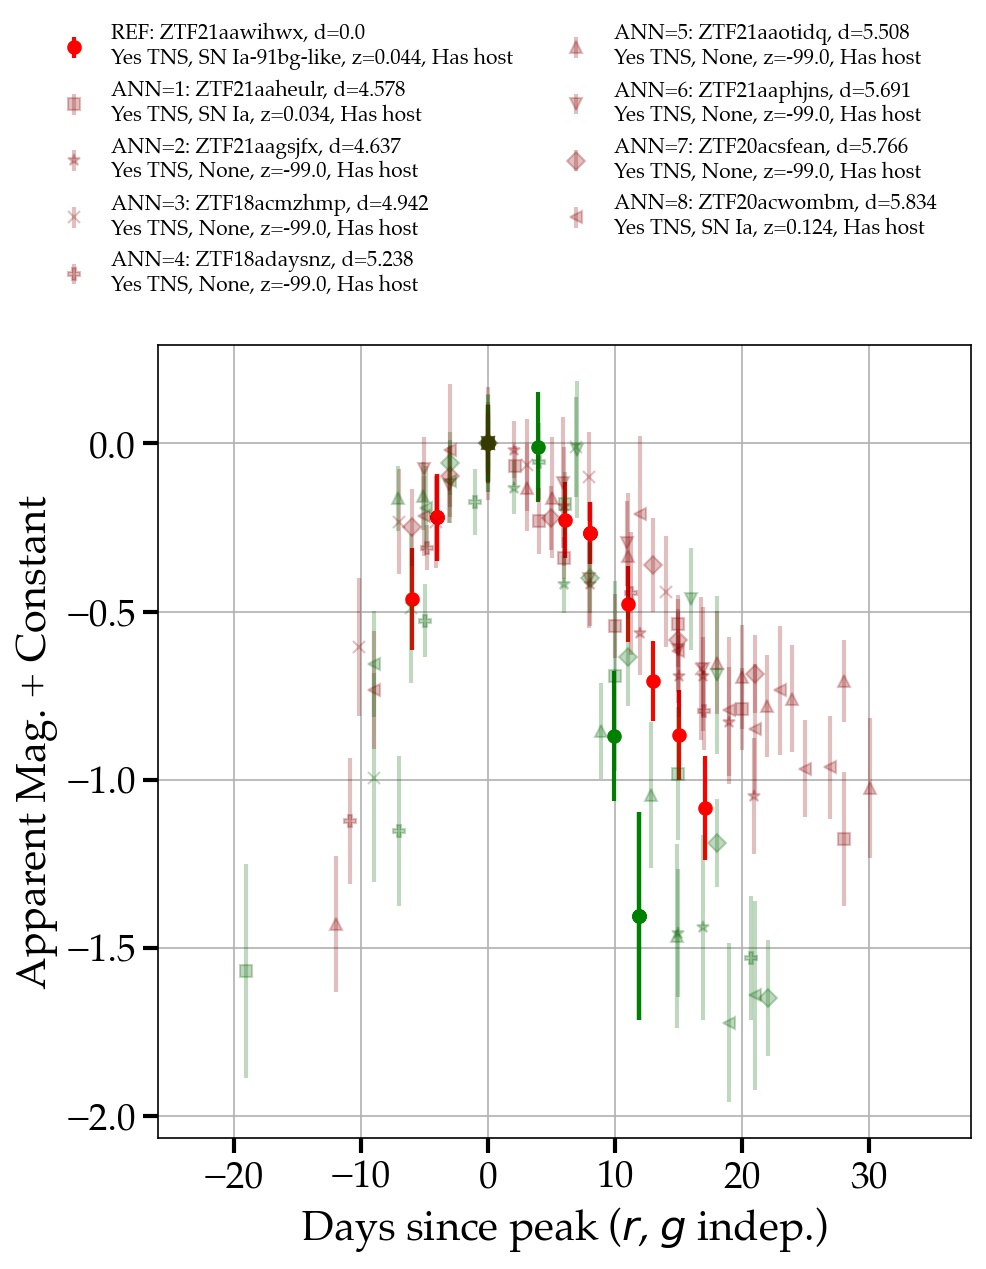 REF: ZTF21aawihwx, d=0.0
Yes TNS, SN Ia-91bg-like, z=0.044, Has host
ANN=1: ZTF21aaheulr, d=4.578
Yes TNS, SN Ia, z=0.034, Has host
ANN=2: ZTF21aagsjfx, d=4.637
Yes TNS, None, z=-99.0, Has host
ANN=3: ZTF18acmzhmp, d=4.942
Yes TNS, None, z=-99.0, Has host
ANN=4: ZTF18adaysnz, d=5.238
Yes TNS, None, z=-99.0, Has host
ANN=5: ZTF21aaotidq, d=5.508
Yes TNS, None, z=-99.0, Has host
ANN=6: ZTF21aaphjns, d=5.691
Yes TNS, None, z=-99.0, Has host
ANN=7: ZTF20acsfean, d=5.766
Yes TNS, None, z=-99.0, Has host
ANN=8: ZTF20acwombm, d=5.834
Yes TNS, SN Ia, z=0.124, Has host
Apparent Mag. + Constant
0.0
−0.5
−1.0
−1.5
−2.0
−20 −10 0 10 20 30
Days since peak (r, g indep.)